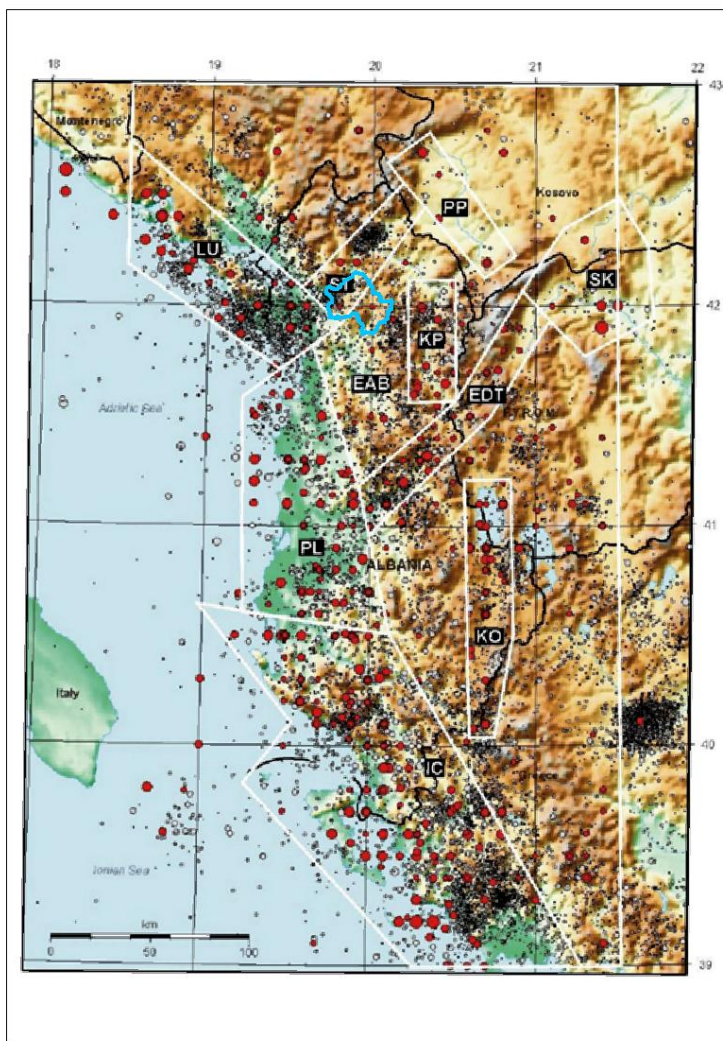 18 19 20 21 22
43
Montenegro
Kosovo
PP
LU
SK
42
KP
EAB
EDT
Adriatic Sea
F.Y.R.O.M.
41
PL
ALBANIA
KO
Italy
40
IC
Greece
Ionian Sea
km
0 50 100
39